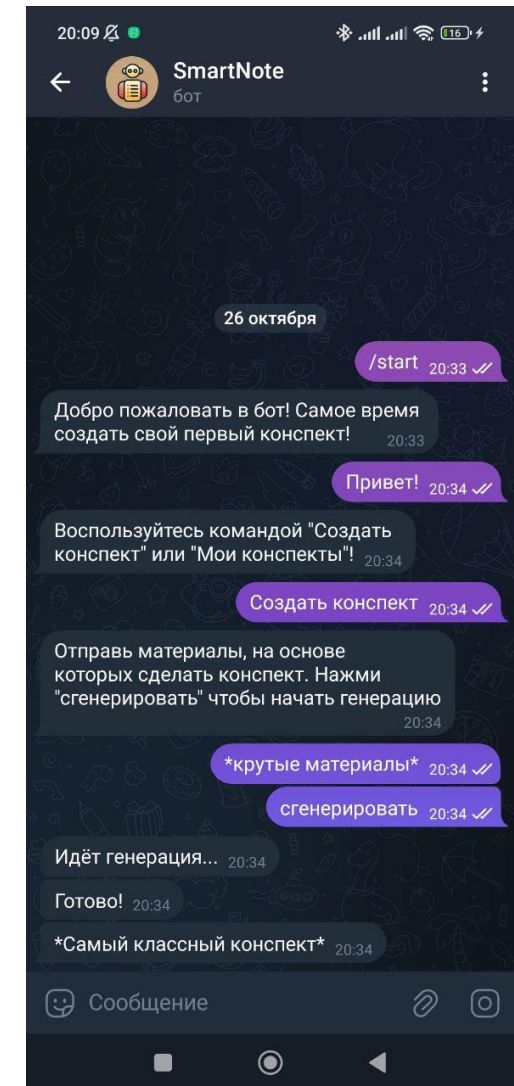 20:09
16
SmartNote
бот
26 октября
/start 20:33
Добро пожаловать в бот! Самое время
создать свой первый конспект! 20:33
Привет! 20:34
Воспользуйтесь командой "Создать
конспект" или "Мои конспекты"! 20:34
Создать конспект 20:34
Отправь материалы, на основе
которых сделать конспект. Нажми
"сгенерировать" чтобы начать генерацию
20:34
*крутые материалы* 20:34
сгенерировать 20:34
Идёт генерация... 20:34
Готово! 20:34
*Самый классный конспект* 20:34
Сообщение